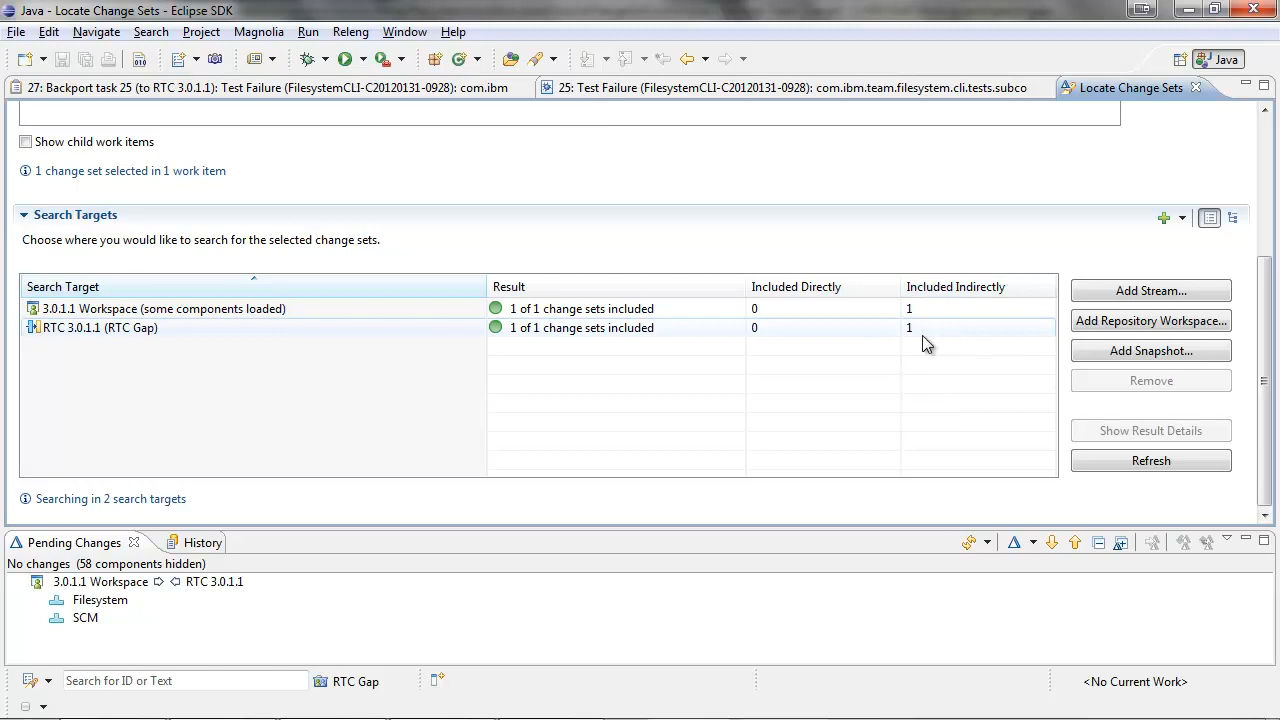 Java - Locate Change Sets - Eclipse SDK
File Edit Navigate Search Project Magnolia Run Releng Window Help
Java
27: Backport task 25 (to RTC 3.0.1.1): Test Failure (FilesystemCLI-C20120131-0928): com.ibm
25: Test Failure (FilesystemCLI-C20120131-0928): com.ibm.team.filesystem.cli.tests.subco
Locate Change Sets
Show child work items
1 change set selected in 1 work item
Search Targets
Choose where you would like to search for the selected change sets.
Search Target Result Included Directly Included Indirectly
3.0.1.1 Workspace (some components loaded) 1 of 1 change sets included 0 1
RTC 3.0.1.1 (RTC Gap) 1 of 1 change sets included 0 1
Add Stream...
Add Repository Workspace...
Add Snapshot...
Remove
Show Result Details
Refresh
Searching in 2 search targets
Pending Changes History
No changes (58 components hidden)
3.0.1.1 Workspace RTC 3.0.1.1
Filesystem
SCM
Search for ID or Text RTC Gap <No Current Work>